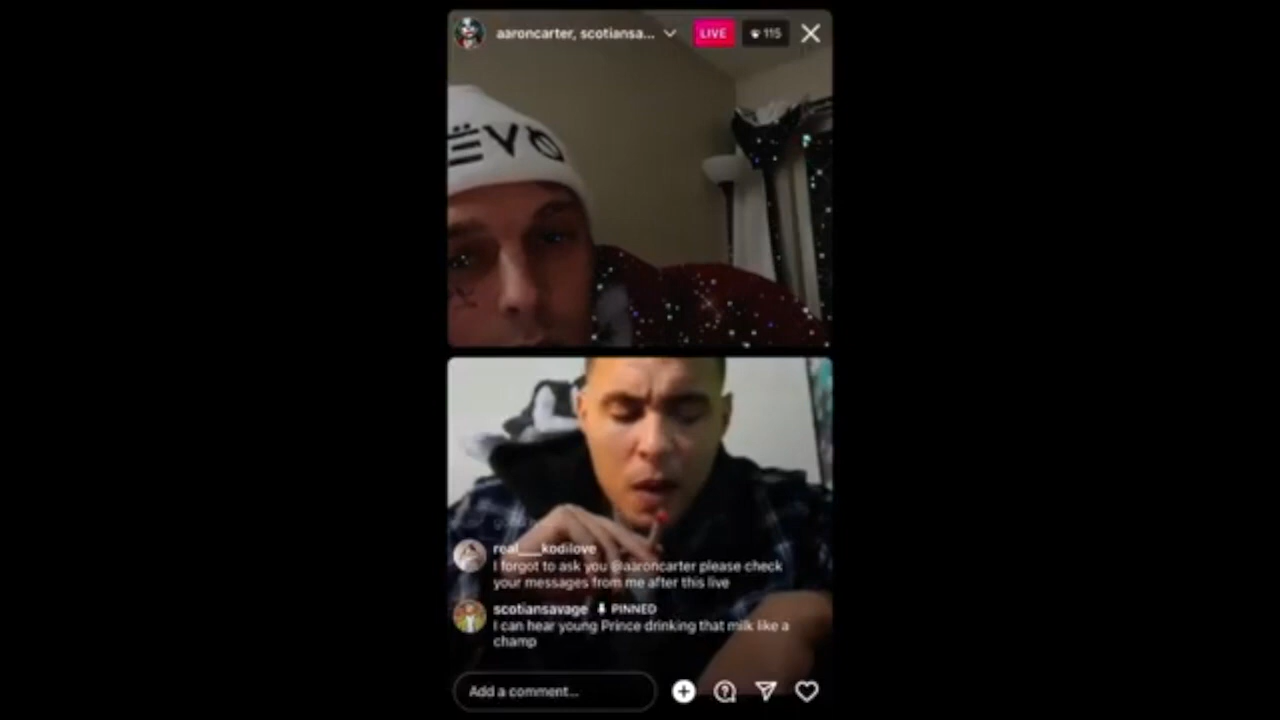 aaroncarter, scotiansa...
LIVE
115
ËVO
real___kodilove
I forgot to ask you @aaroncarter please check
your messages from me after this live
scotiansavage PINNED
I can hear young Prince drinking that milk like a
champ
Add a comment...